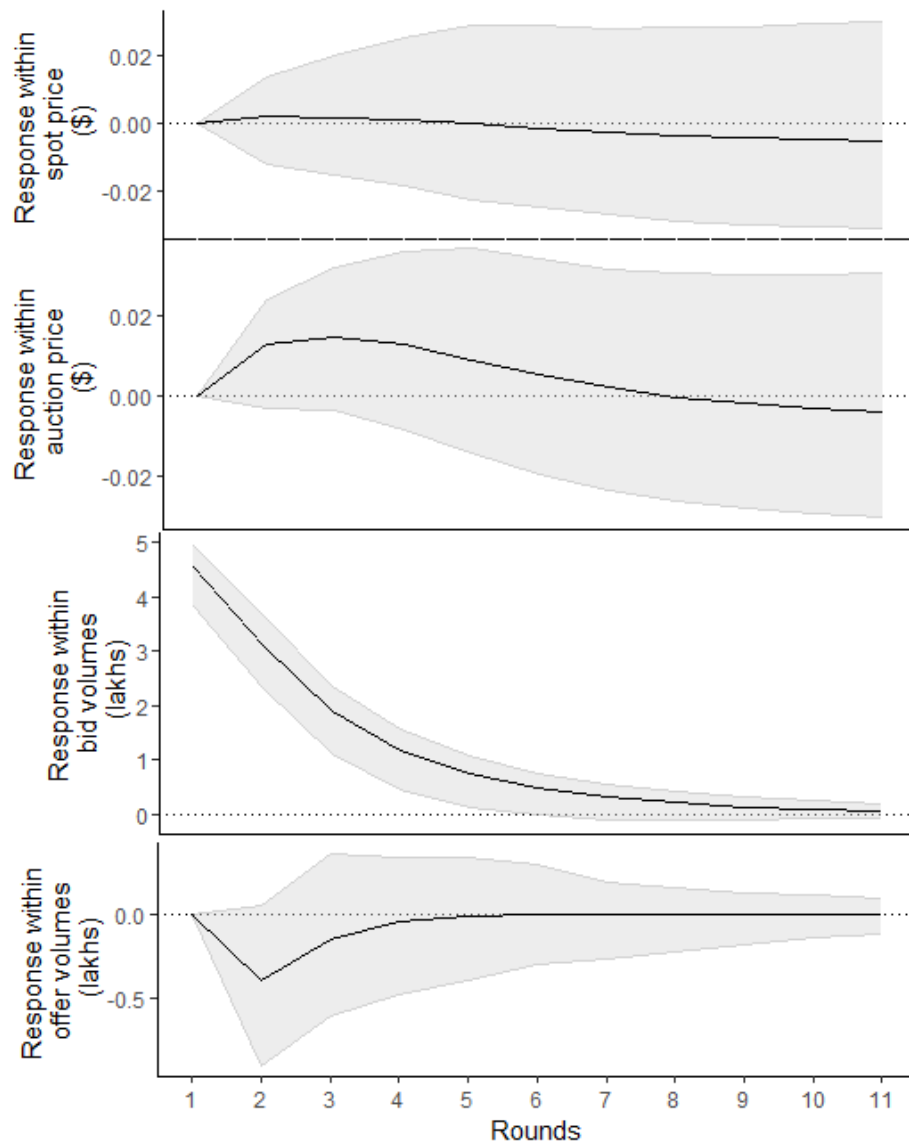 Response within
spot price
($)
0.02
0.00
-0.02
Response within
auction price
($)
0.02
0.00
-0.02
Response within
bid volumes
(lakhs)
5
4
3
2
1
0
Response within
offer volumes
(lakhs)
0.0
-0.5
1 2 3 4 5 6 7 8 9 10 11
Rounds